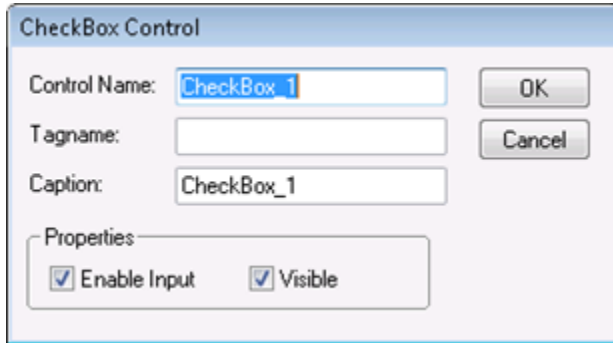 CheckBox Control
Control Name: CheckBox_1 OK
Tagname: Cancel
Caption: CheckBox_1
Properties
Enable Input Visible